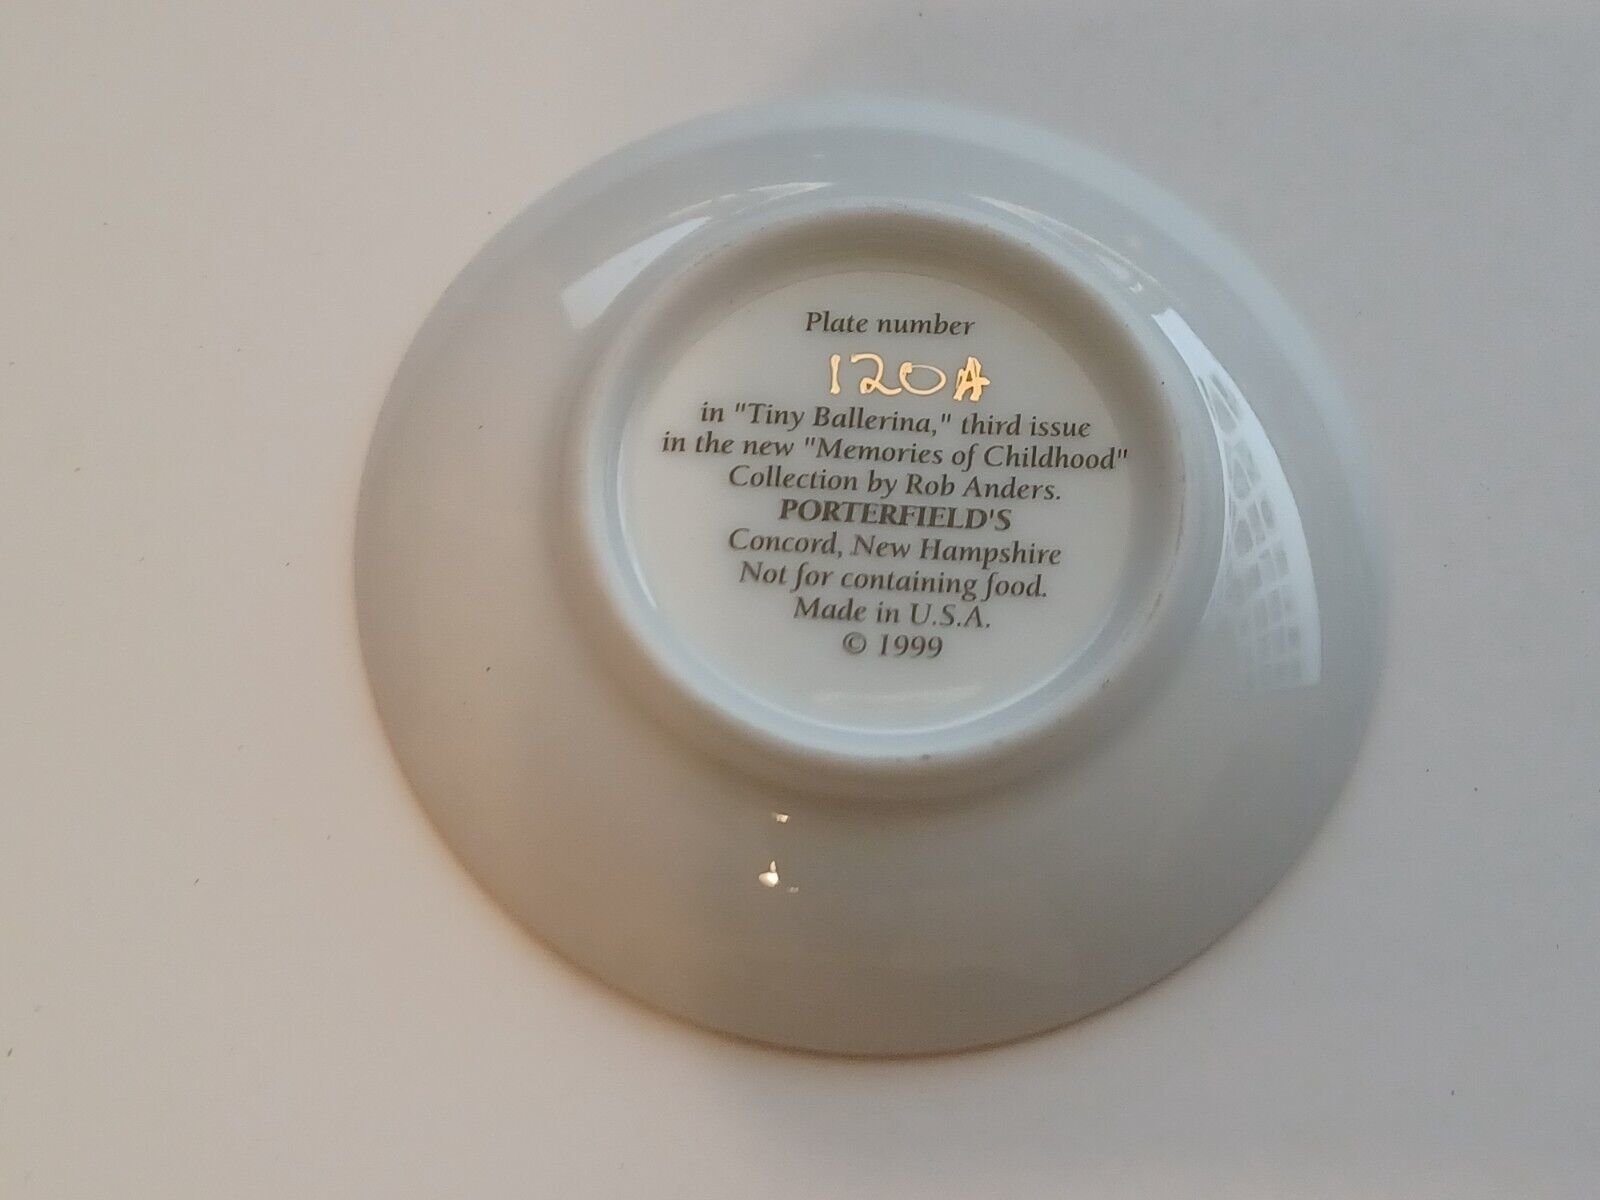 Plate number
120A
in "Tiny Ballerina," third issue
in the new "Memories of Childhood"
Collection by Rob Anders.
PORTERFIELD'S
Concord, New Hampshire
Not for containing food.
Made in U.S.A.
© 1999